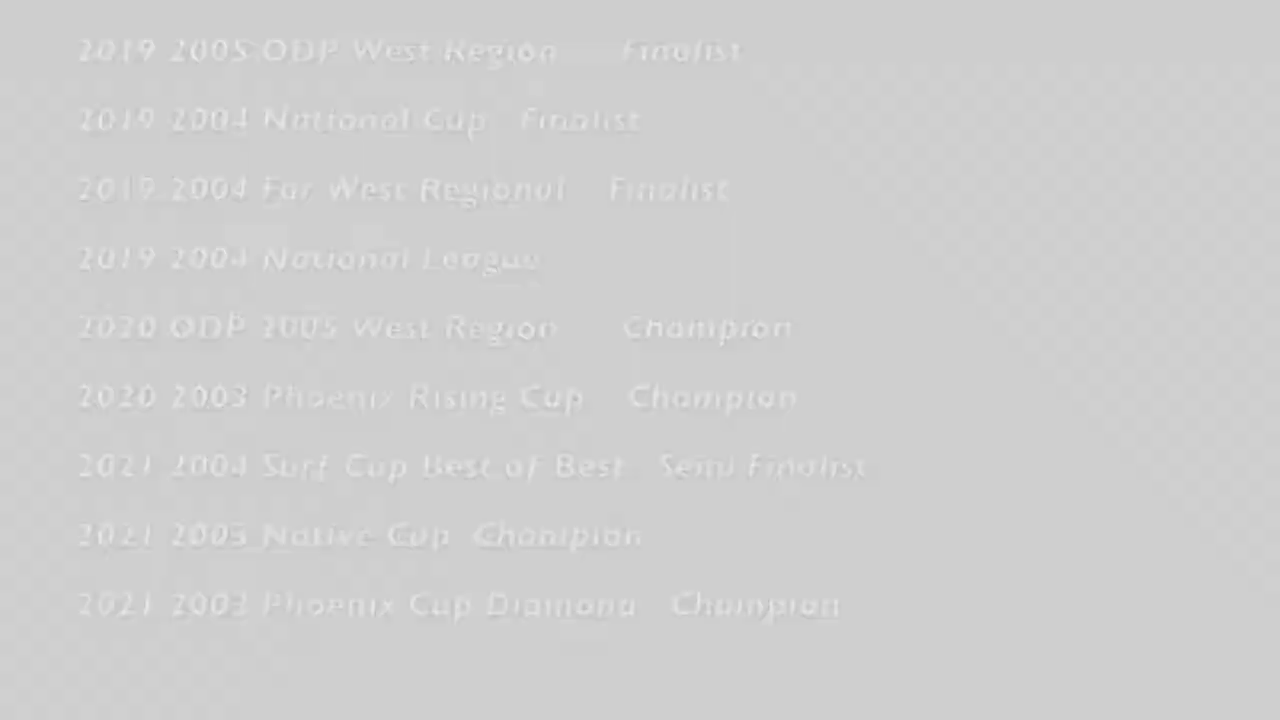 2019 2005 ODP West Region Finalist
2019 2004 National Cup Finalist
2019 2004 Far West Regional Finalist
2019 2004 National League
2020 ODP 2005 West Region Champion
2020 2003 Phoenix Rising Cup Champion
2021 2004 Surf Cup Best of Best Semi Finalist
2021 2005 Native Cup Champion
2021 2003 Phoenix Cup Diamond Champion